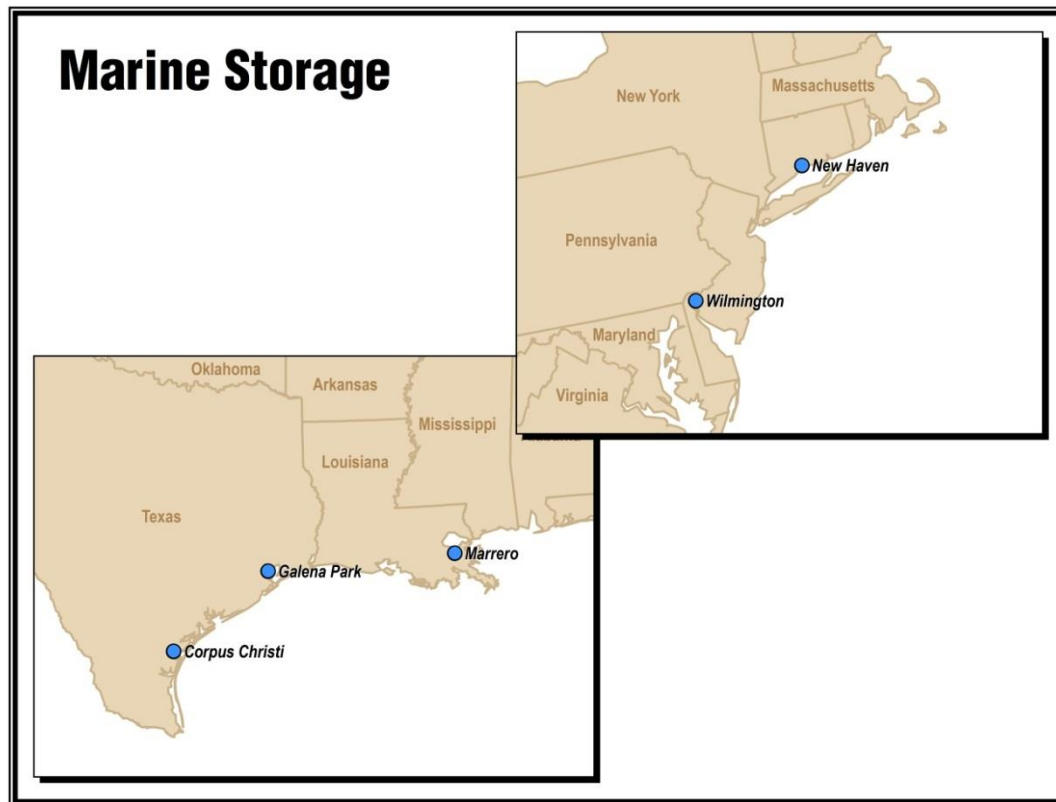 Marine Storage
New York
Massachusetts
New Haven
Pennsylvania
Wilmington
Maryland
Virginia
Oklahoma
Arkansas
Mississippi
Louisiana
Texas
Marrero
Galena Park
Corpus Christi